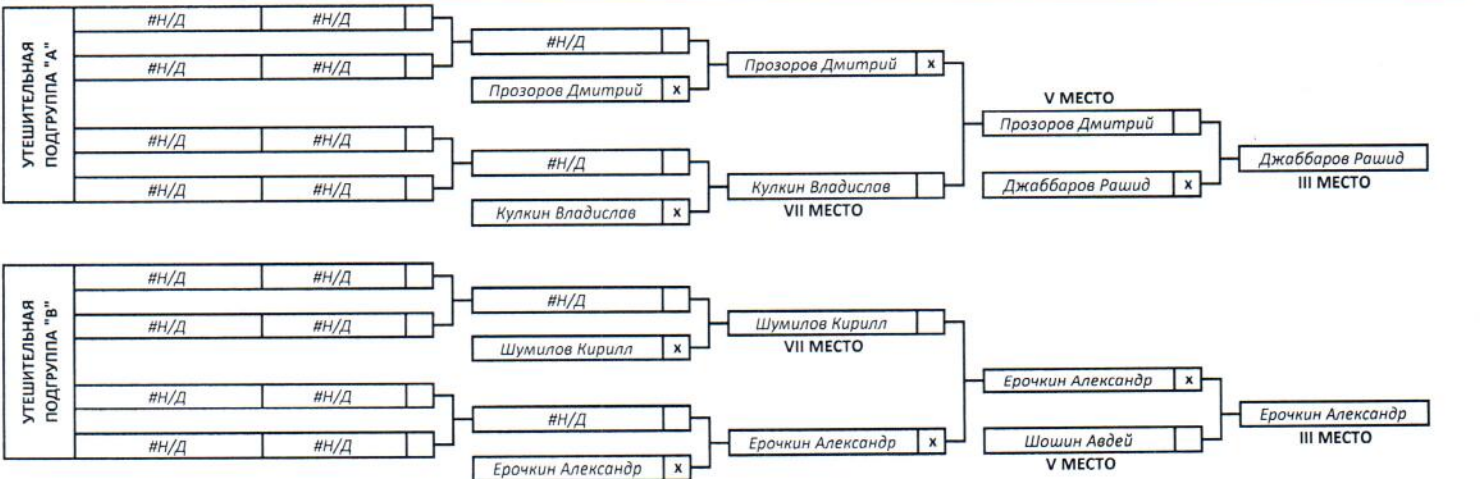 УТЕШИТЕЛЬНАЯ
ПОДГРУППА "А"
#Н/Д #Н/Д
#Н/Д
#Н/Д #Н/Д
Прозоров Дмитрий x
Прозоров Дмитрий x
V МЕСТО
Прозоров Дмитрий
#Н/Д #Н/Д
#Н/Д
#Н/Д #Н/Д
Кулкин Владислав x
Кулкин Владислав
VII МЕСТО
Джаббаров Рашид x
Джаббаров Рашид
III МЕСТО
УТЕШИТЕЛЬНАЯ
ПОДГРУППА "В"
#Н/Д #Н/Д
#Н/Д
#Н/Д #Н/Д
Шумилов Кирилл x
Шумилов Кирилл
VII МЕСТО
Ерочкин Александр x
#Н/Д #Н/Д
#Н/Д
#Н/Д #Н/Д
Ерочкин Александр x
Ерочкин Александр x
Шошин Авдей
V МЕСТО
Ерочкин Александр
III МЕСТО